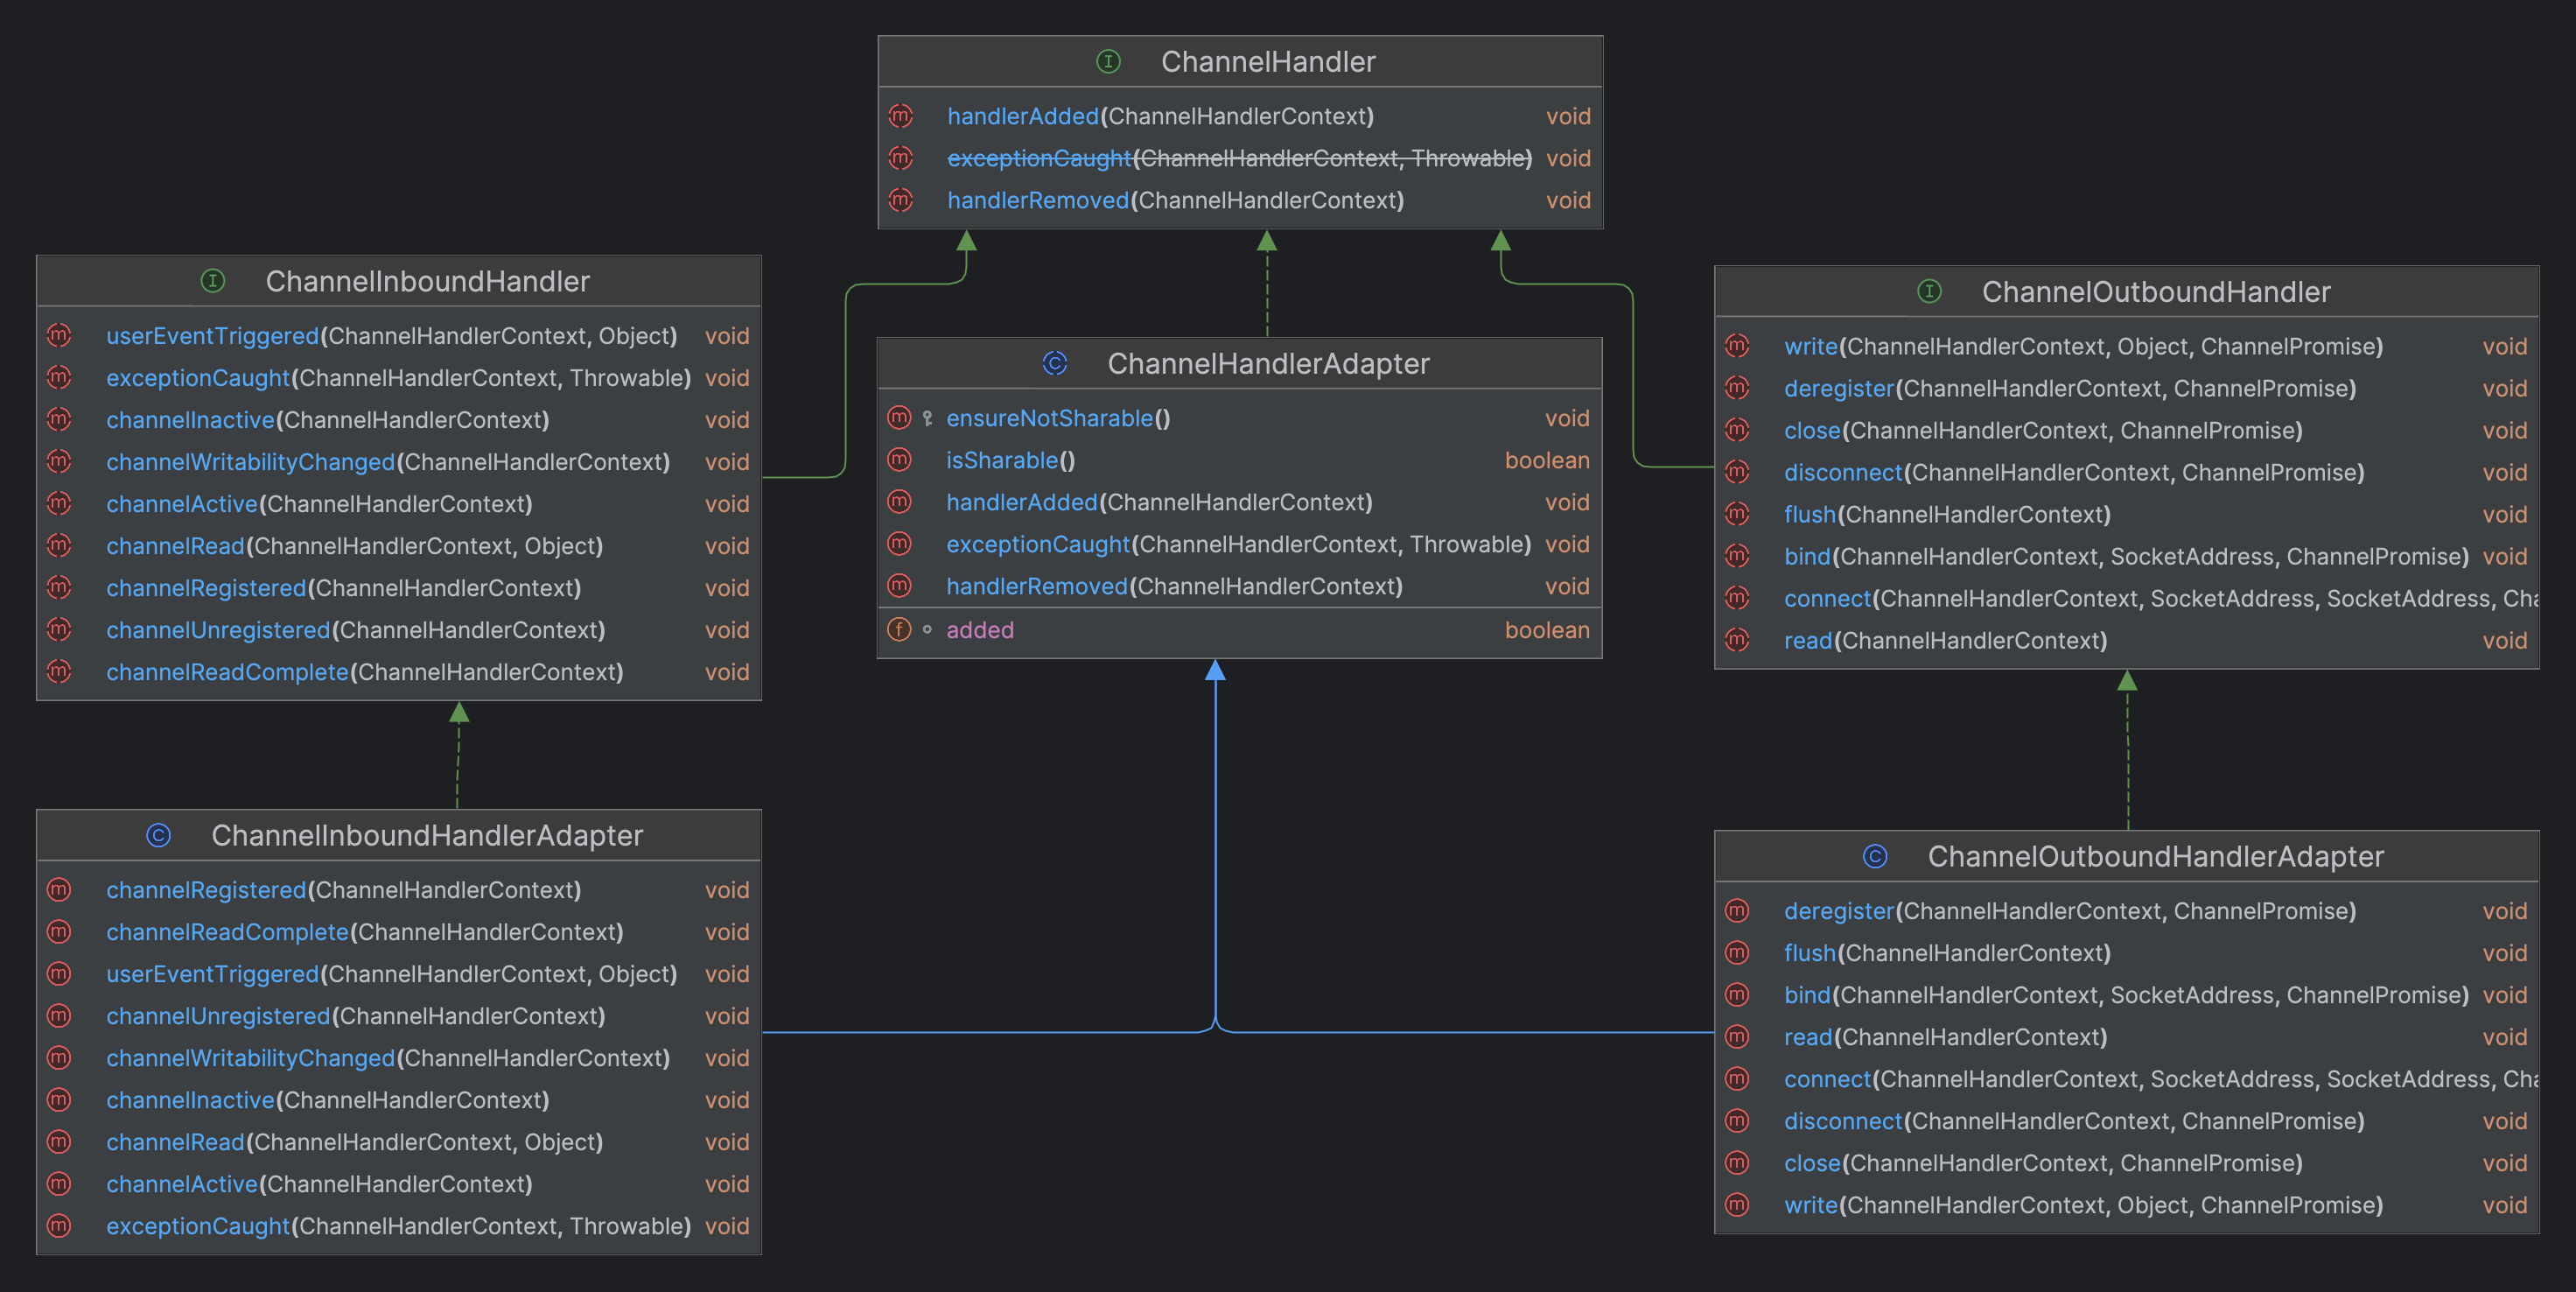 ChannelHandler
handlerAdded(ChannelHandlerContext) void
exceptionCaught(ChannelHandlerContext, Throwable) void
handlerRemoved(ChannelHandlerContext) void
ChannelInboundHandler
userEventTriggered(ChannelHandlerContext, Object) void
exceptionCaught(ChannelHandlerContext, Throwable) void
channelInactive(ChannelHandlerContext) void
channelWritabilityChanged(ChannelHandlerContext) void
channelActive(ChannelHandlerContext) void
channelRead(ChannelHandlerContext, Object) void
channelRegistered(ChannelHandlerContext) void
channelUnregistered(ChannelHandlerContext) void
channelReadComplete(ChannelHandlerContext) void
ChannelHandlerAdapter
ensureNotSharable() void
isSharable() boolean
handlerAdded(ChannelHandlerContext) void
exceptionCaught(ChannelHandlerContext, Throwable) void
handlerRemoved(ChannelHandlerContext) void
added boolean
ChannelOutboundHandler
write(ChannelHandlerContext, Object, ChannelPromise) void
deregister(ChannelHandlerContext, ChannelPromise) void
close(ChannelHandlerContext, ChannelPromise) void
disconnect(ChannelHandlerContext, ChannelPromise) void
flush(ChannelHandlerContext) void
bind(ChannelHandlerContext, SocketAddress, ChannelPromise) void
connect(ChannelHandlerContext, SocketAddress, SocketAddress, Cha
read(ChannelHandlerContext) void
ChannelInboundHandlerAdapter
channelRegistered(ChannelHandlerContext) void
channelReadComplete(ChannelHandlerContext) void
userEventTriggered(ChannelHandlerContext, Object) void
channelUnregistered(ChannelHandlerContext) void
channelWritabilityChanged(ChannelHandlerContext) void
channelInactive(ChannelHandlerContext) void
channelRead(ChannelHandlerContext, Object) void
channelActive(ChannelHandlerContext) void
exceptionCaught(ChannelHandlerContext, Throwable) void
ChannelOutboundHandlerAdapter
deregister(ChannelHandlerContext, ChannelPromise) void
flush(ChannelHandlerContext) void
bind(ChannelHandlerContext, SocketAddress, ChannelPromise) void
read(ChannelHandlerContext) void
connect(ChannelHandlerContext, SocketAddress, SocketAddress, Cha
disconnect(ChannelHandlerContext, ChannelPromise) void
close(ChannelHandlerContext, ChannelPromise) void
write(ChannelHandlerContext, Object, ChannelPromise) void